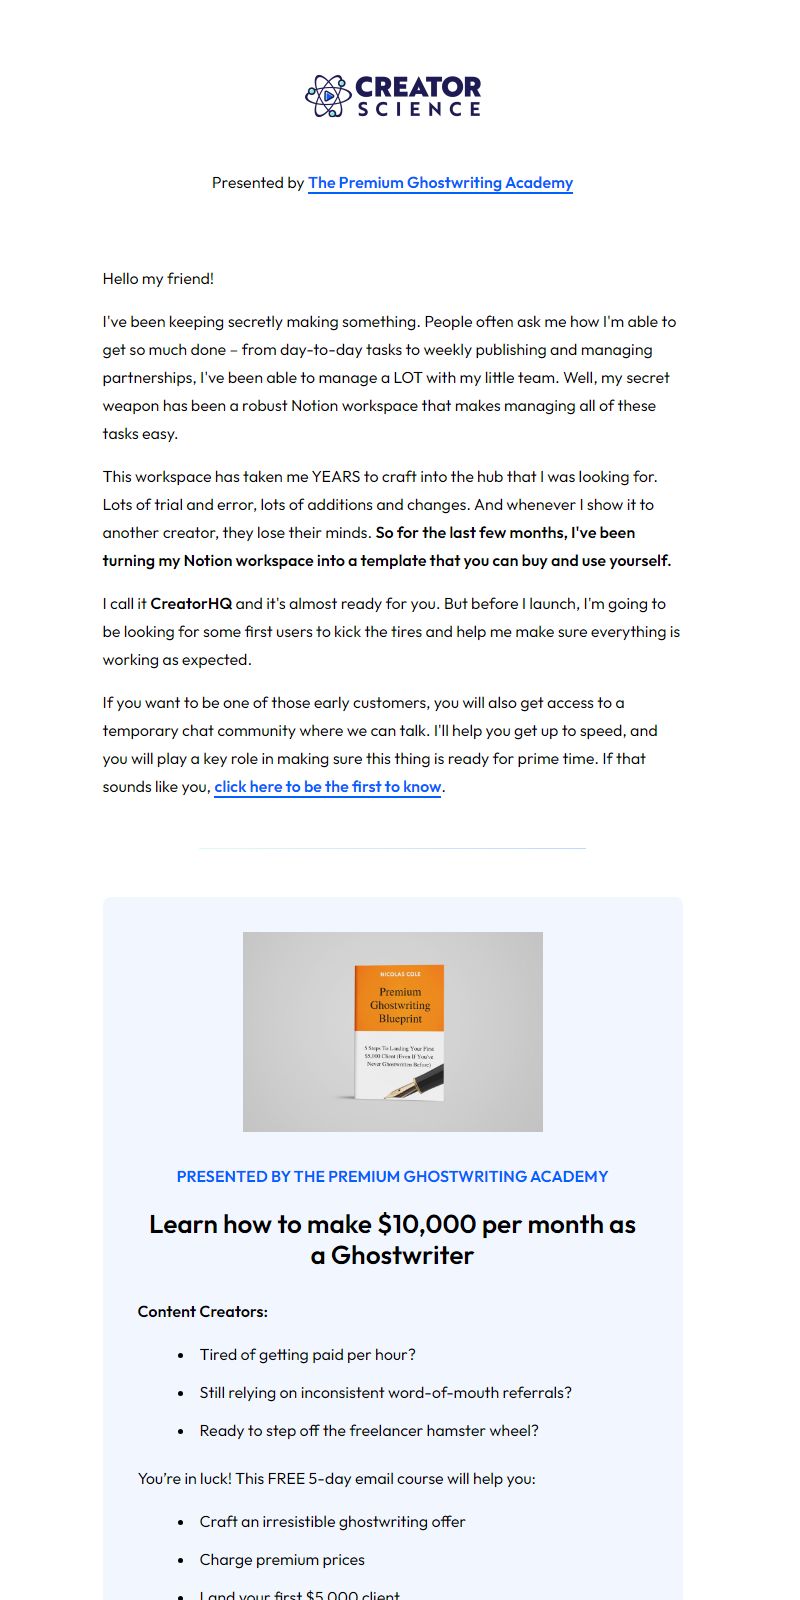 CREATOR
SCIENCE
Presented by The Premium Ghostwriting Academy
Hello my friend!
I've been keeping secretly making something. People often ask me how I'm able to
get so much done – from day-to-day tasks to weekly publishing and managing
partnerships, I've been able to manage a LOT with my little team. Well, my secret
weapon has been a robust Notion workspace that makes managing all of these
tasks easy.
This workspace has taken me YEARS to craft into the hub that I was looking for.
Lots of trial and error, lots of additions and changes. And whenever I show it to
another creator, they lose their minds. So for the last few months, I've been
turning my Notion workspace into a template that you can buy and use yourself.
I call it CreatorHQ and it's almost ready for you. But before I launch, I'm going to
be looking for some first users to kick the tires and help me make sure everything is
working as expected.
If you want to be one of those early customers, you will also get access to a
temporary chat community where we can talk. I'll help you get up to speed, and
you will play a key role in making sure this thing is ready for prime time. If that
sounds like you, click here to be the first to know.
NICOLAS COLE
Premium
Ghostwriting
Blueprint
5 Steps To Landing Your First
$5,000 Client (Even If You've
Never Ghostwritten Before)
PRESENTED BY THE PREMIUM GHOSTWRITING ACADEMY
Learn how to make $10,000 per month as
a Ghostwriter
Content Creators:
• Tired of getting paid per hour?
• Still relying on inconsistent word-of-mouth referrals?
• Ready to step off the freelancer hamster wheel?
You’re in luck! This FREE 5-day email course will help you:
• Craft an irresistible ghostwriting offer
• Charge premium prices
• Land your first $5,000 client